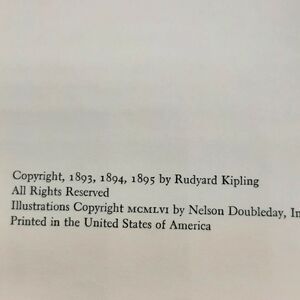 Copyright, 1893, 1894, 1895 by Rudyard Kipling
All Rights Reserved
Illustrations Copyright MCMLVI by Nelson Doubleday, In
Printed in the United States of America